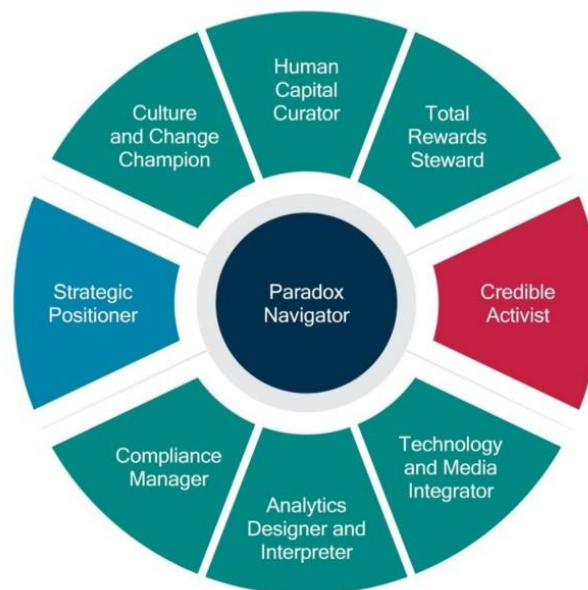 Human
Capital
Curator
Culture
and Change
Champion
Total
Rewards
Steward
Strategic
Positioner
Paradox
Navigator
Credible
Activist
Compliance
Manager
Analytics
Designer and
Interpreter
Technology
and Media
Integrator